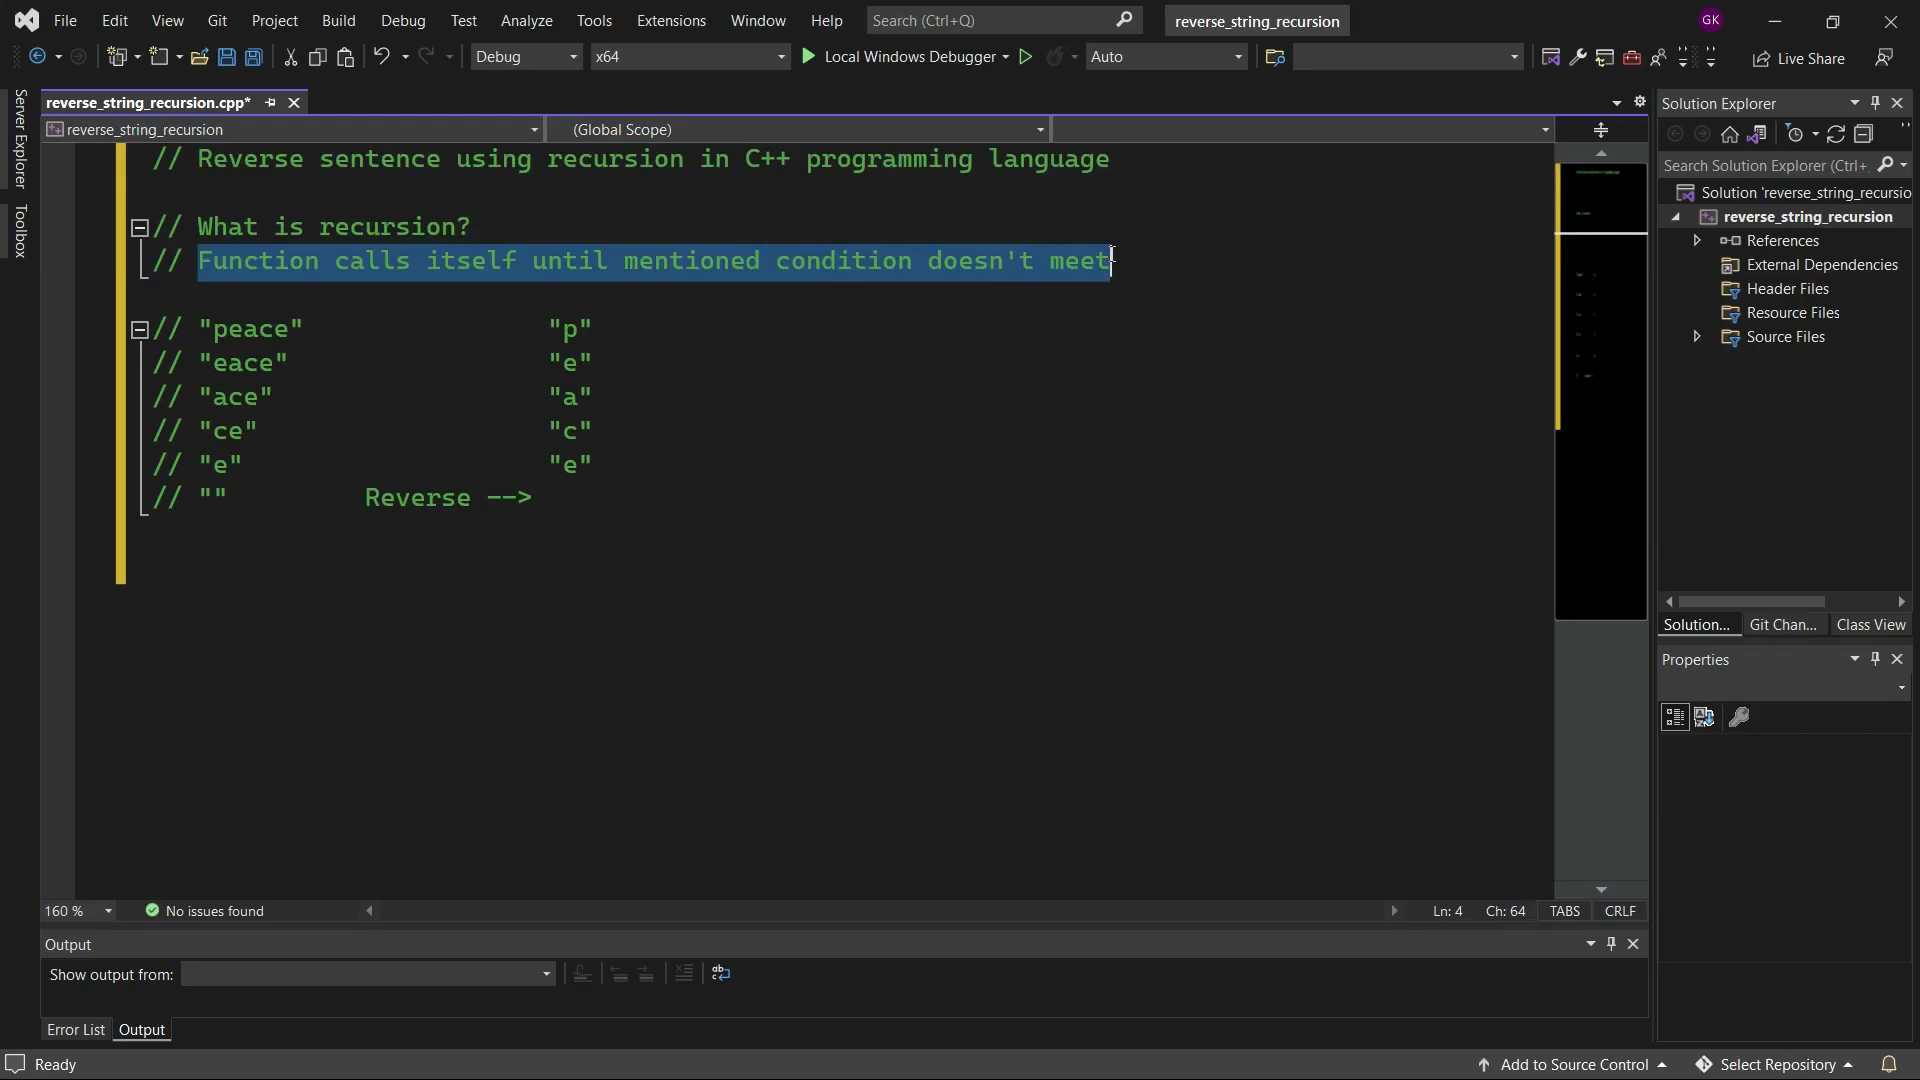 File Edit View Git Project Build Debug Test Analyze Tools Extensions Window Help Search (Ctrl+Q) reverse_string_recursion GK
Debug x64 Local Windows Debugger Auto Live Share
Server Explorer
Toolbox
reverse_string_recursion.cpp*
reverse_string_recursion (Global Scope)
// Reverse sentence using recursion in C++ programming language
// What is recursion?
// Function calls itself until mentioned condition doesn't meet
// "peace" "p"
// "eace" "e"
// "ace" "a"
// "ce" "c"
// "e" "e"
// "" Reverse -->
160 % No issues found Ln: 4 Ch: 64 TABS CRLF
Output
Show output from:
Error List Output
Solution Explorer
Search Solution Explorer (Ctrl+
Solution 'reverse_string_recursio
reverse_string_recursion
References
External Dependencies
Header Files
Resource Files
Source Files
Solution... Git Chan... Class View
Properties
Ready Add to Source Control Select Repository